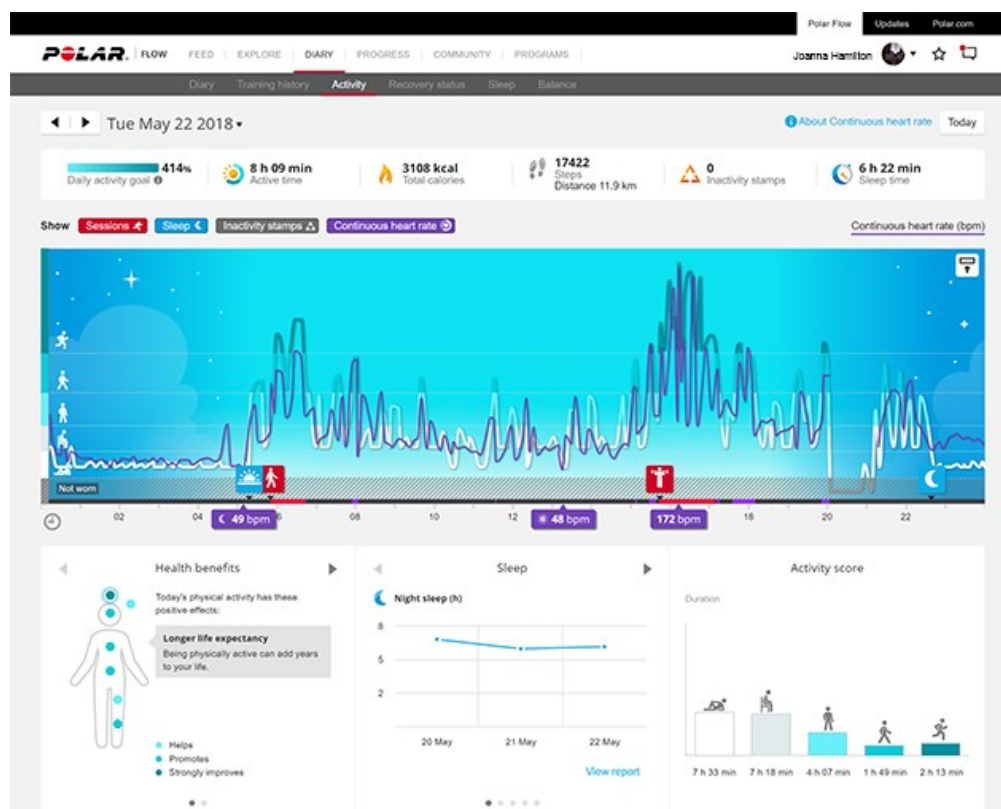 Polar Flow Updates Polar.com
POLAR. FLOW FEED EXPLORE DIARY PROGRESS COMMUNITY PROGRAMS Joanna Hamilton
Diary Training history Activity Recovery status Sleep Balance
Tue May 22 2018 About Continuous heart rate Today
414% 8 h 09 min 3108 kcal 17422 0 6 h 22 min
Daily activity goal Active time Total calories Steps Inactivity stamps Sleep time
Distance 11.9 km
Show Sessions Sleep Inactivity stamps Continuous heart rate Continuous heart rate (bpm)
Not worn
02 04 06 08 10 12 18 20 22
49 bpm 48 bpm 172 bpm
Health benefits
Today's physical activity has these
positive effects:
Longer life expectancy
Being physically active can add years
to your life.
Helps
Promotes
Strongly improves
Sleep
Night sleep (h)
8
5
2
20 May 21 May 22 May
View report
Activity score
Duration
7 h 33 min 7 h 18 min 4 h 07 min 1 h 49 min 2 h 13 min